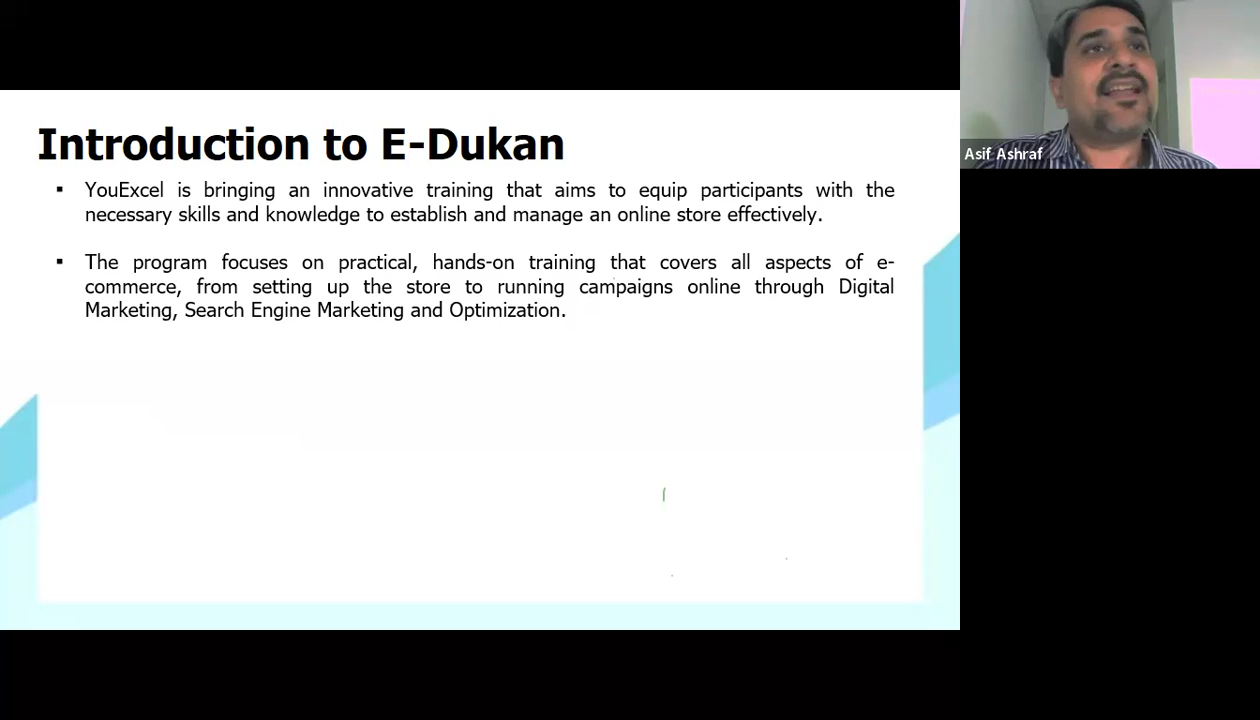 Introduction to E-Dukan
▪ YouExcel is bringing an innovative training that aims to equip participants with the
necessary skills and knowledge to establish and manage an online store effectively.
▪ The program focuses on practical, hands-on training that covers all aspects of e-
commerce, from setting up the store to running campaigns online through Digital
Marketing, Search Engine Marketing and Optimization.
Asif Ashraf